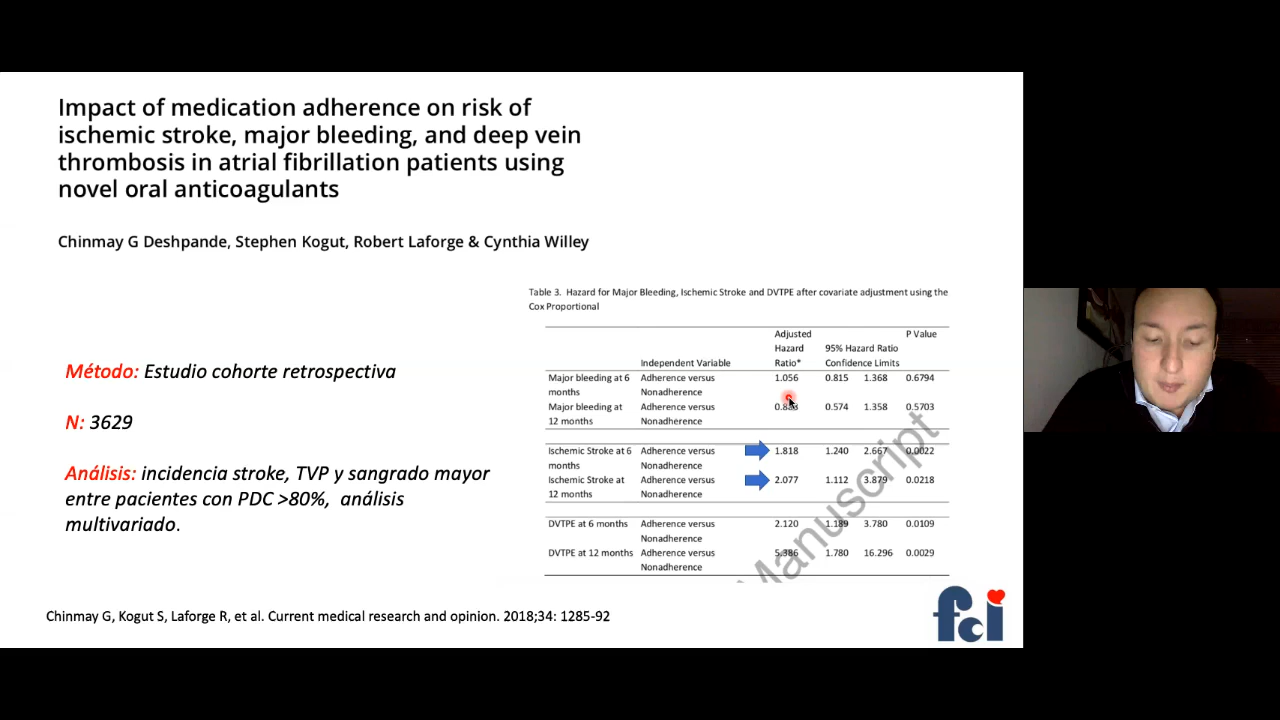 Impact of medication adherence on risk of
ischemic stroke, major bleeding, and deep vein
thrombosis in atrial fibrillation patients using
novel oral anticoagulants
Chinmay G Deshpande, Stephen Kogut, Robert Laforge & Cynthia Willey
Método: Estudio cohorte retrospectiva
N: 3629
Análisis: incidencia stroke, TVP y sangrado mayor
entre pacientes con PDC >80%, análisis
multivariado.
Table 3. Hazard for Major Bleeding, Ischemic Stroke and DVTPE after covariate adjustment using the
Cox Proportional
Adjusted P Value
Hazard 95% Hazard Ratio
Independent Variable Ratio* Confidence Limits
Major bleeding at 6 Adherence versus 1.056 0.815 1.368 0.6794
months Nonadherence
Major bleeding at Adherence versus 0.574 1.358 0.5703
12 months Nonadherence
Ischemic Stroke at 6 Adherence versus 1.818 1.240 2.667 0.0022
months Nonadherence
Ischemic Stroke at Adherence versus 2.077 1.112 3.879 0.0218
12 months Nonadherence
DVTPE at 6 months Adherence versus 2.120 1.189 3.780 0.0109
Nonadherence
DVTPE at 12 months Adherence versus 5.386 1.780 16.296 0.0029
Nonadherence
Manuscript
Chinmay G, Kogut S, Laforge R, et al. Current medical research and opinion. 2018;34: 1285-92
fci